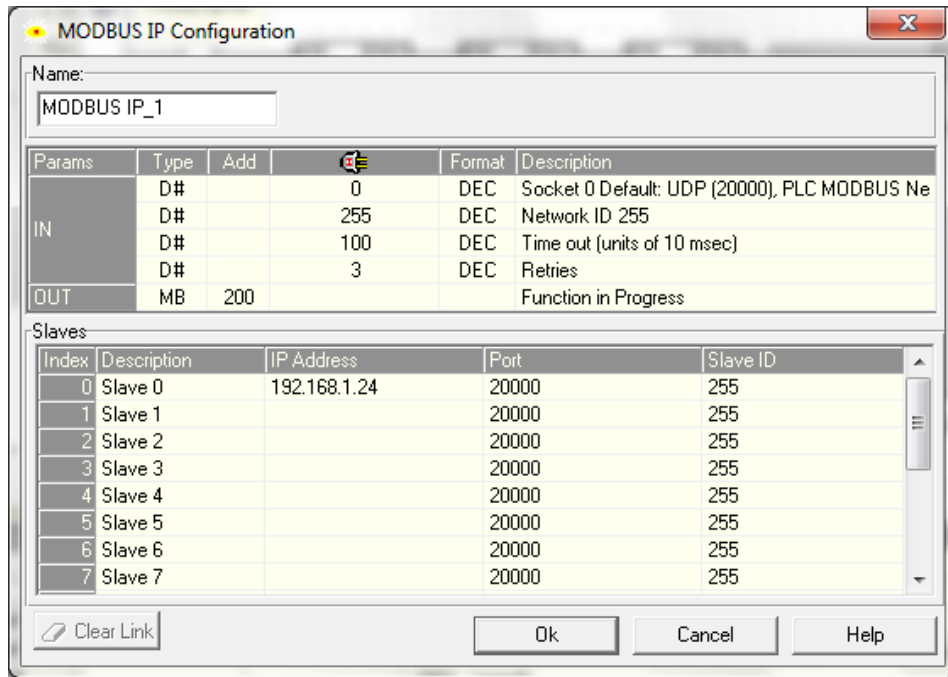 MODBUS IP Configuration
Name:
MODBUS IP_1
Params Type Add Format Description
IN D# 0 DEC Socket 0 Default: UDP (20000), PLC MODBUS Ne
D# 255 DEC Network ID 255
D# 100 DEC Time out (units of 10 msec)
D# 3 DEC Retries
OUT MB 200 Function in Progress
Slaves
Index Description IP Address Port Slave ID
0 Slave 0 192.168.1.24 20000 255
1 Slave 1 20000 255
2 Slave 2 20000 255
3 Slave 3 20000 255
4 Slave 4 20000 255
5 Slave 5 20000 255
6 Slave 6 20000 255
7 Slave 7 20000 255
Clear Link Ok Cancel Help